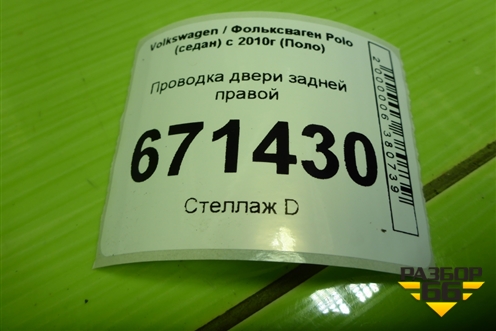 Volkswagen / Фольксваген Polo
(седан) с 2010г (Поло)
Проводка двери задней
правой
671430
Стеллаж D
2000006380739
РАЗБОР
66